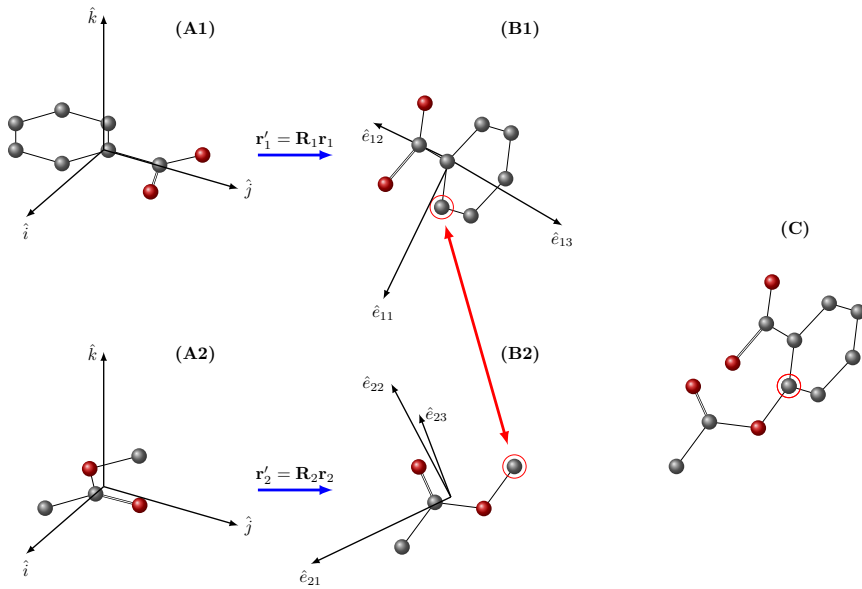 (A1)
k̂
î
ĵ
r′₁ = R₁r₁
(B1)
ê₁₂
ê₁₃
ê₁₁
(C)
(A2)
k̂
î
ĵ
r′₂ = R₂r₂
(B2)
ê₂₂
ê₂₃
ê₂₁